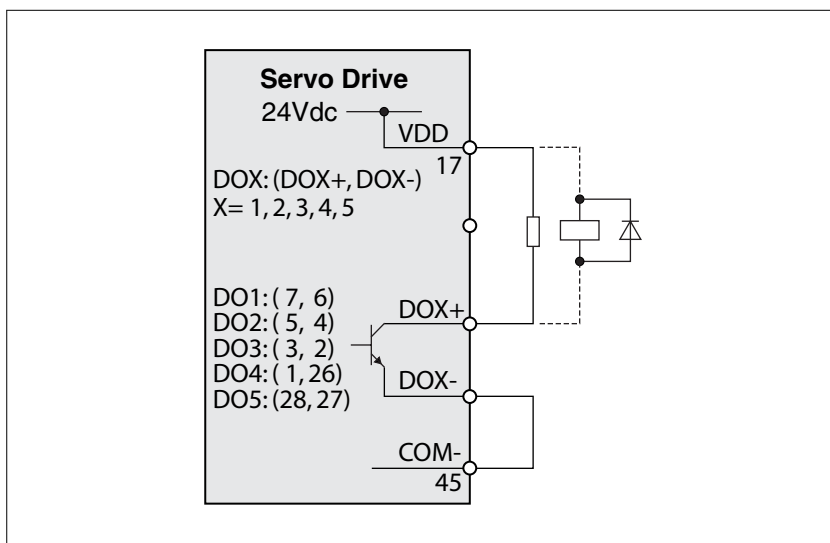 Servo Drive
24Vdc
VDD
17
DOX: (DOX+, DOX-)
X= 1, 2, 3, 4, 5
DO1: ( 7, 6)
DO2: ( 5, 4)
DO3: ( 3, 2)
DO4: ( 1, 26)
DO5: (28, 27)
DOX+
DOX-
COM-
45